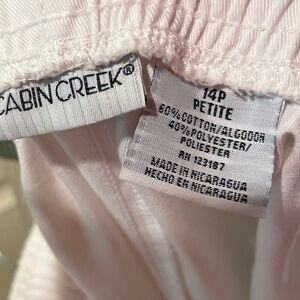 CABIN CREEK®
14P
PETITE
60% COTTON/ALGODON
40% POLYESTER/
POLIESTER
RN 123187
MADE IN NICARAGUA
HECHO EN NICARAGUA